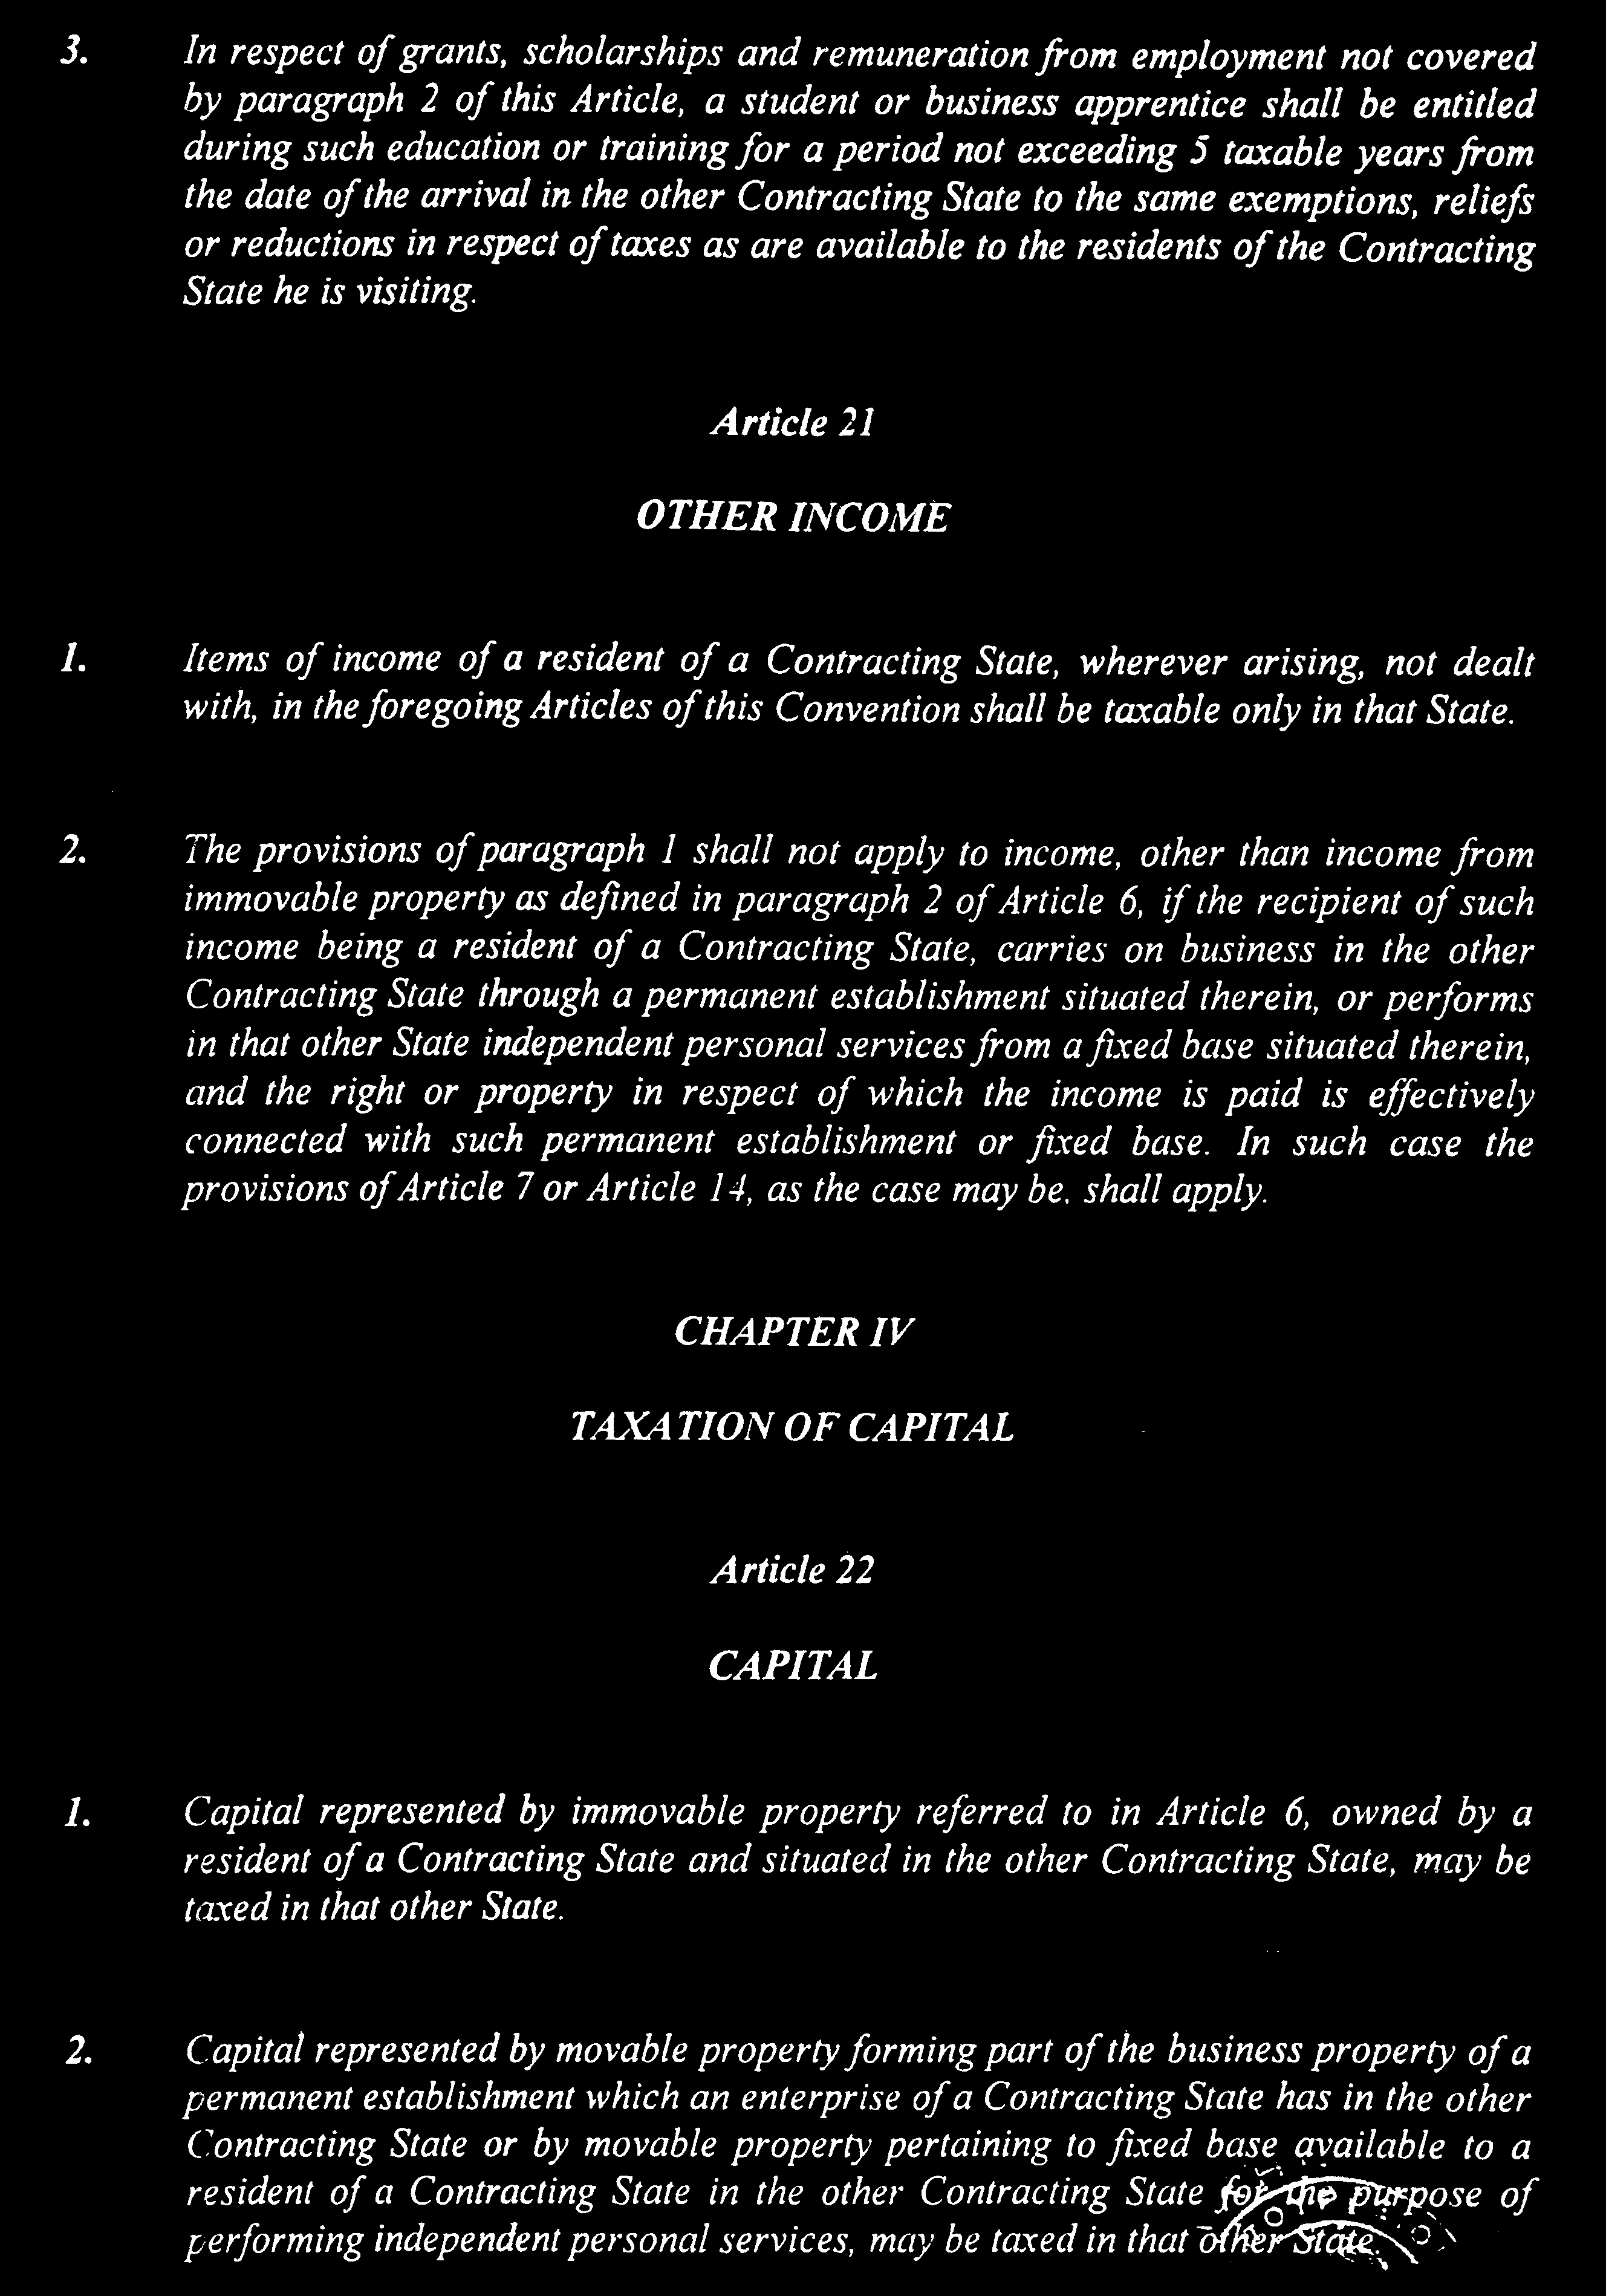 3. In respect of grants, scholarships and remuneration from employment not covered
by paragraph 2 of this Article, a student or business apprentice shall be entitled
during such education or training for a period not exceeding 5 taxable years from
the date of the arrival in the other Contracting State to the same exemptions, reliefs
or reductions in respect of taxes as are available to the residents of the Contracting
State he is visiting.
Article 21
OTHER INCOME
1. Items of income of a resident of a Contracting State, wherever arising, not dealt
with, in the foregoing Articles of this Convention shall be taxable only in that State.
2. The provisions of paragraph 1 shall not apply to income, other than income from
immovable property as defined in paragraph 2 of Article 6, if the recipient of such
income being a resident of a Contracting State, carries on business in the other
Contracting State through a permanent establishment situated therein, or performs
in that other State independent personal services from a fixed base situated therein,
and the right or property in respect of which the income is paid is effectively
connected with such permanent establishment or fixed base. In such case the
provisions of Article 7 or Article 14, as the case may be, shall apply.
CHAPTER IV
TAXATION OF CAPITAL
Article 22
CAPITAL
1. Capital represented by immovable property referred to in Article 6, owned by a
resident of a Contracting State and situated in the other Contracting State, may be
taxed in that other State.
2. Capital represented by movable property forming part of the business property of a
permanent establishment which an enterprise of a Contracting State has in the other
Contracting State or by movable property pertaining to fixed base available to a
resident of a Contracting State in the other Contracting State for the purpose of
performing independent personal services, may be taxed in that other State.